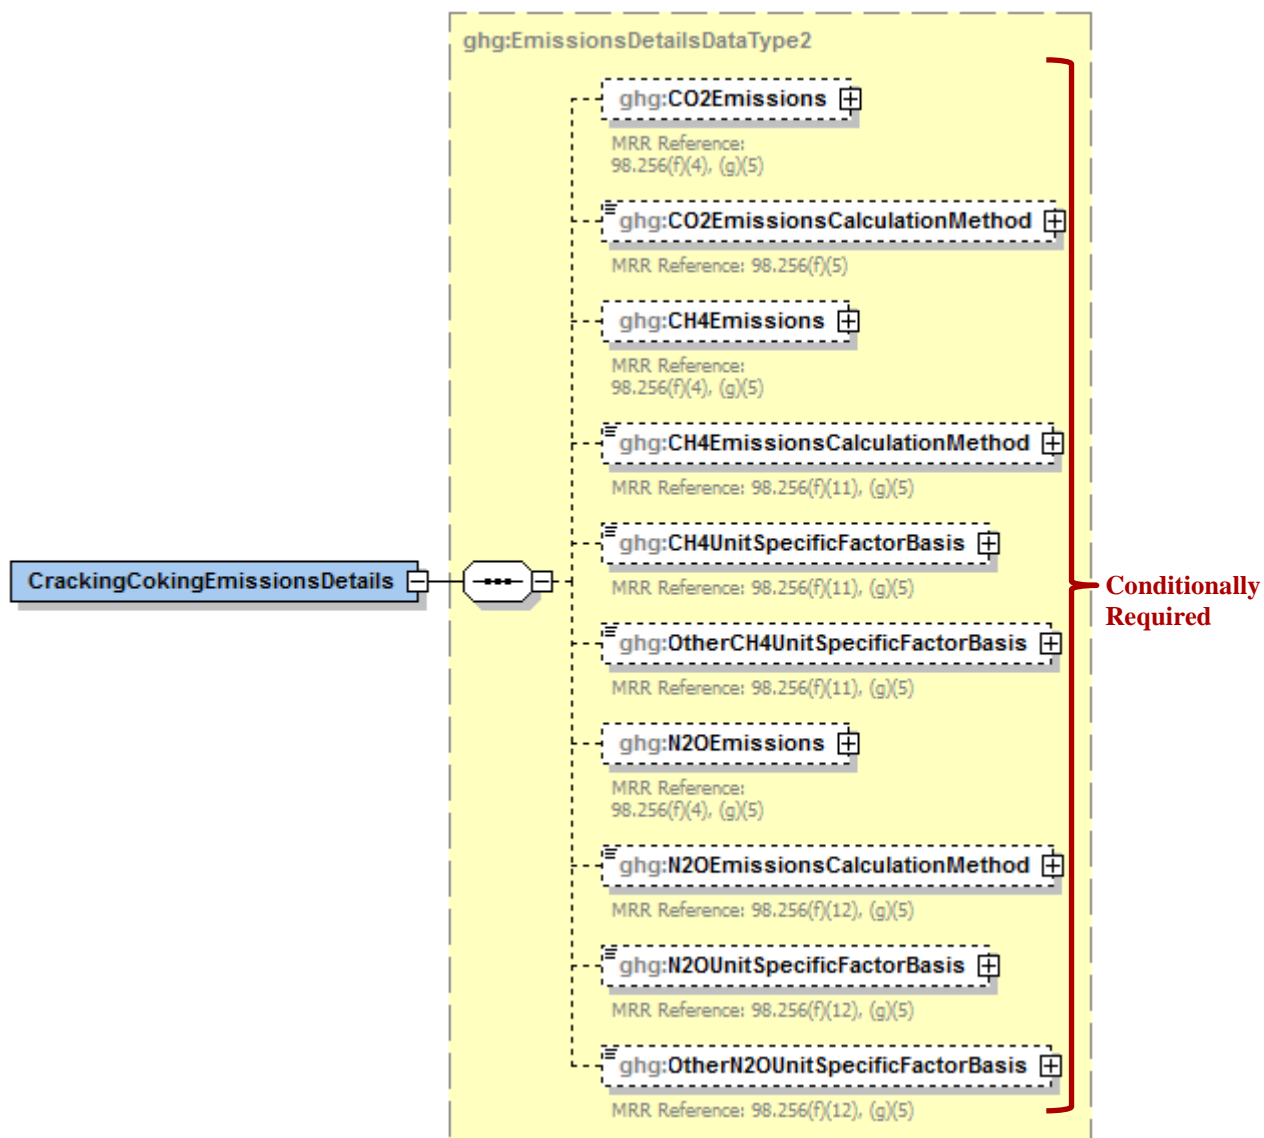 ghg:EmissionsDetailsDataType2
ghg:CO2Emissions
MRR Reference:
98.256(f)(4), (g)(5)
ghg:CO2EmissionsCalculationMethod
MRR Reference: 98.256(f)(5)
ghg:CH4Emissions
MRR Reference:
98.256(f)(4), (g)(5)
ghg:CH4EmissionsCalculationMethod
MRR Reference: 98.256(f)(11), (g)(5)
ghg:CH4UnitSpecificFactorBasis
MRR Reference: 98.256(f)(11), (g)(5)
CrackingCokingEmissionsDetails
Conditionally
Required
ghg:OtherCH4UnitSpecificFactorBasis
MRR Reference: 98.256(f)(11), (g)(5)
ghg:N2OEmissions
MRR Reference:
98.256(f)(4), (g)(5)
ghg:N2OEmissionsCalculationMethod
MRR Reference: 98.256(f)(12), (g)(5)
ghg:N2OUnitSpecificFactorBasis
MRR Reference: 98.256(f)(12), (g)(5)
ghg:OtherN2OUnitSpecificFactorBasis
MRR Reference: 98.256(f)(12), (g)(5)